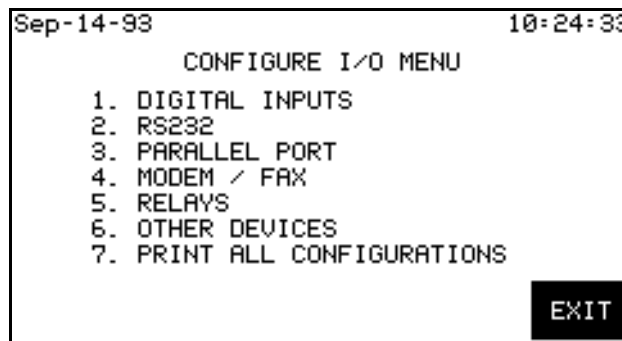 Sep-14-93 10:24:33
CONFIGURE I/O MENU
1. DIGITAL INPUTS
2. RS232
3. PARALLEL PORT
4. MODEM / FAX
5. RELAYS
6. OTHER DEVICES
7. PRINT ALL CONFIGURATIONS
EXIT